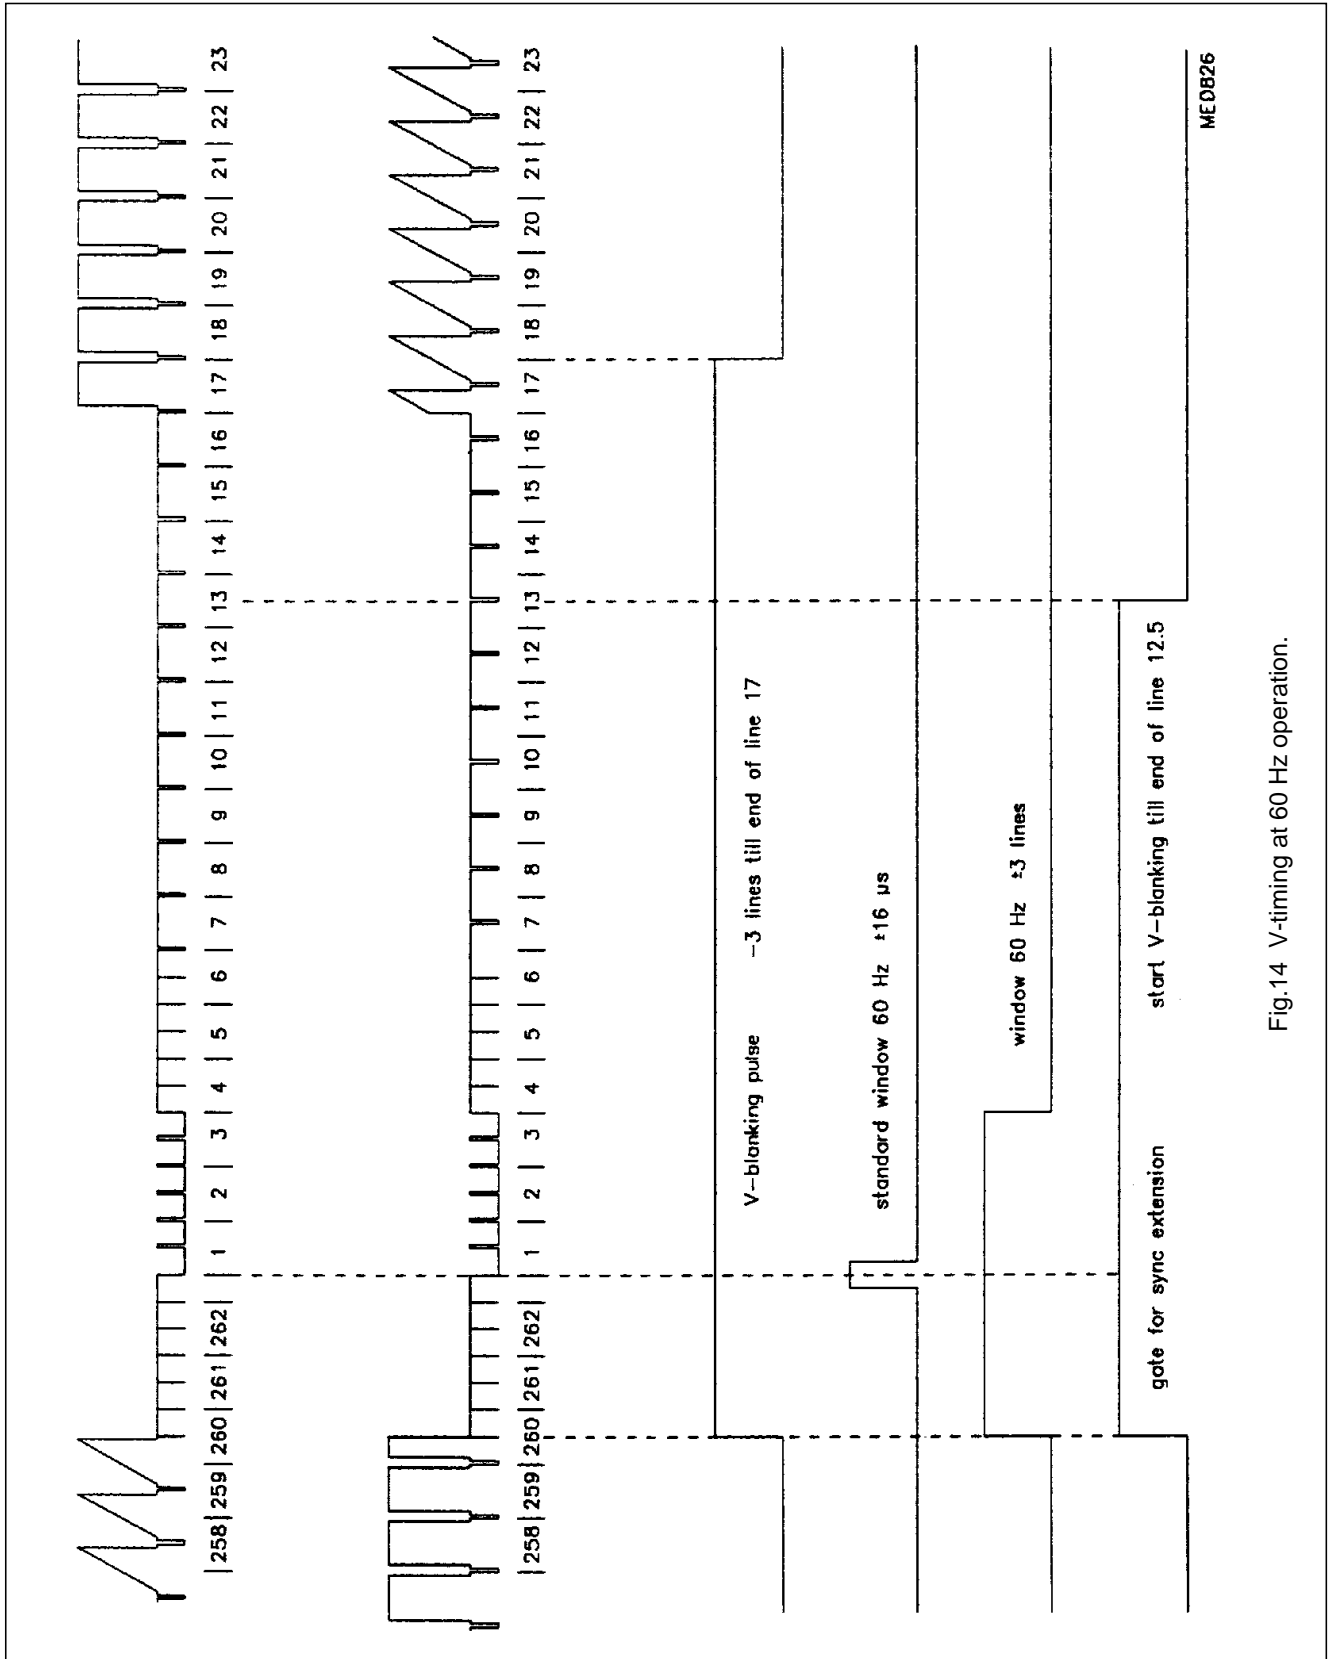 |258|259|260|261|262| | 1 | 2 | 3 | 4 | 5 | 6 | 7 | 8 | 9 | 10 | 11 | 12 | 13 | 14 | 15 | 16 | 17 | 18 | 19 | 20 | 21 | 22 | 23
|258|259|260|261|262| | 1 | 2 | 3 | 4 | 5 | 6 | 7 | 8 | 9 | 10 | 11 | 12 |13| 14 | 15 | 16 | 17 | 18 | 19 | 20 | 21 | 22 | 23
V-blanking pulse -3 lines till end of line 17
standard window 60 Hz ±16 µs
window 60 Hz ±3 lines
gate for sync extension start V-blanking till end of line 12.5
MED826
Fig.14 V-timing at 60 Hz operation.